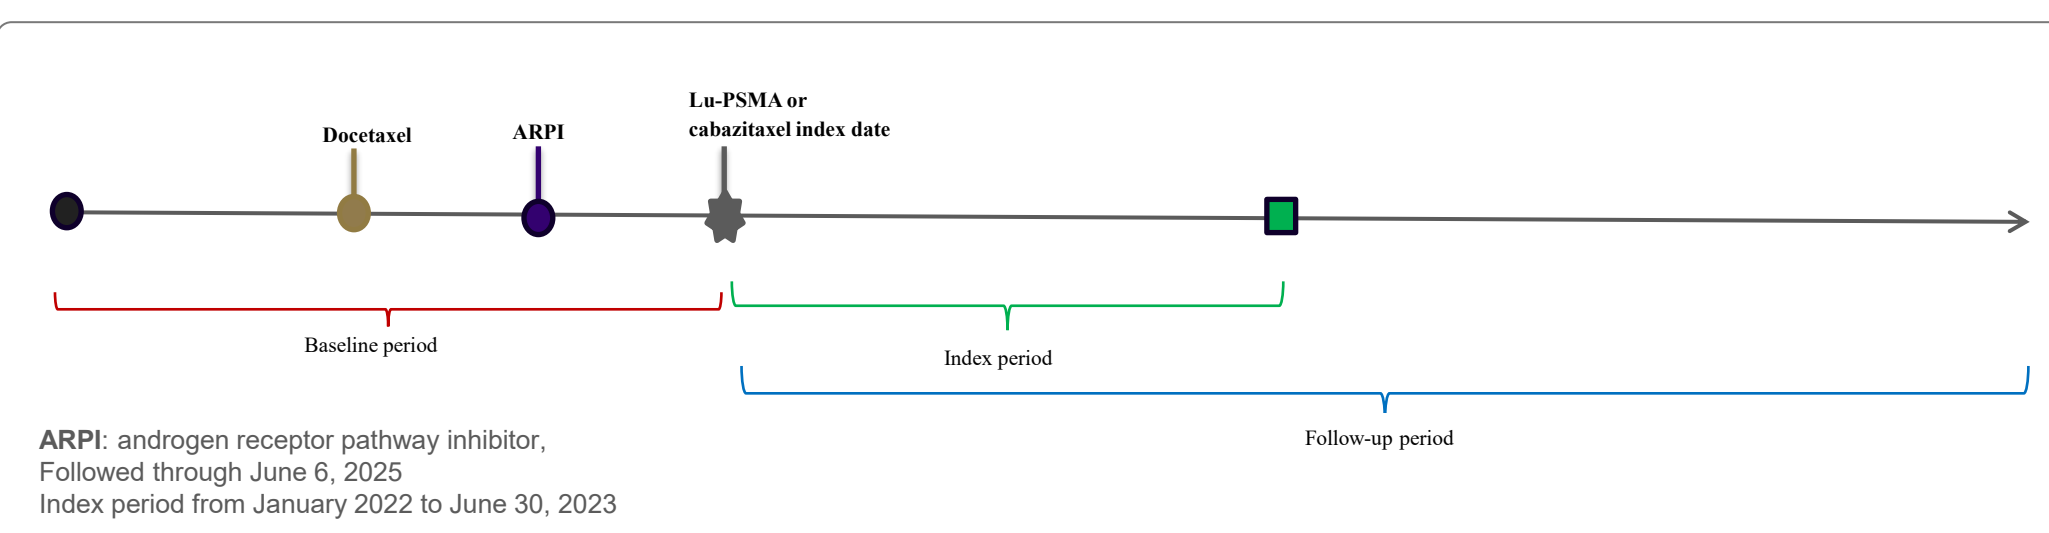 Lu-PSMA or
cabazitaxel index date
Docetaxel
ARPI
Baseline period
Index period
Follow-up period
ARPI: androgen receptor pathway inhibitor,
Followed through June 6, 2025
Index period from January 2022 to June 30, 2023